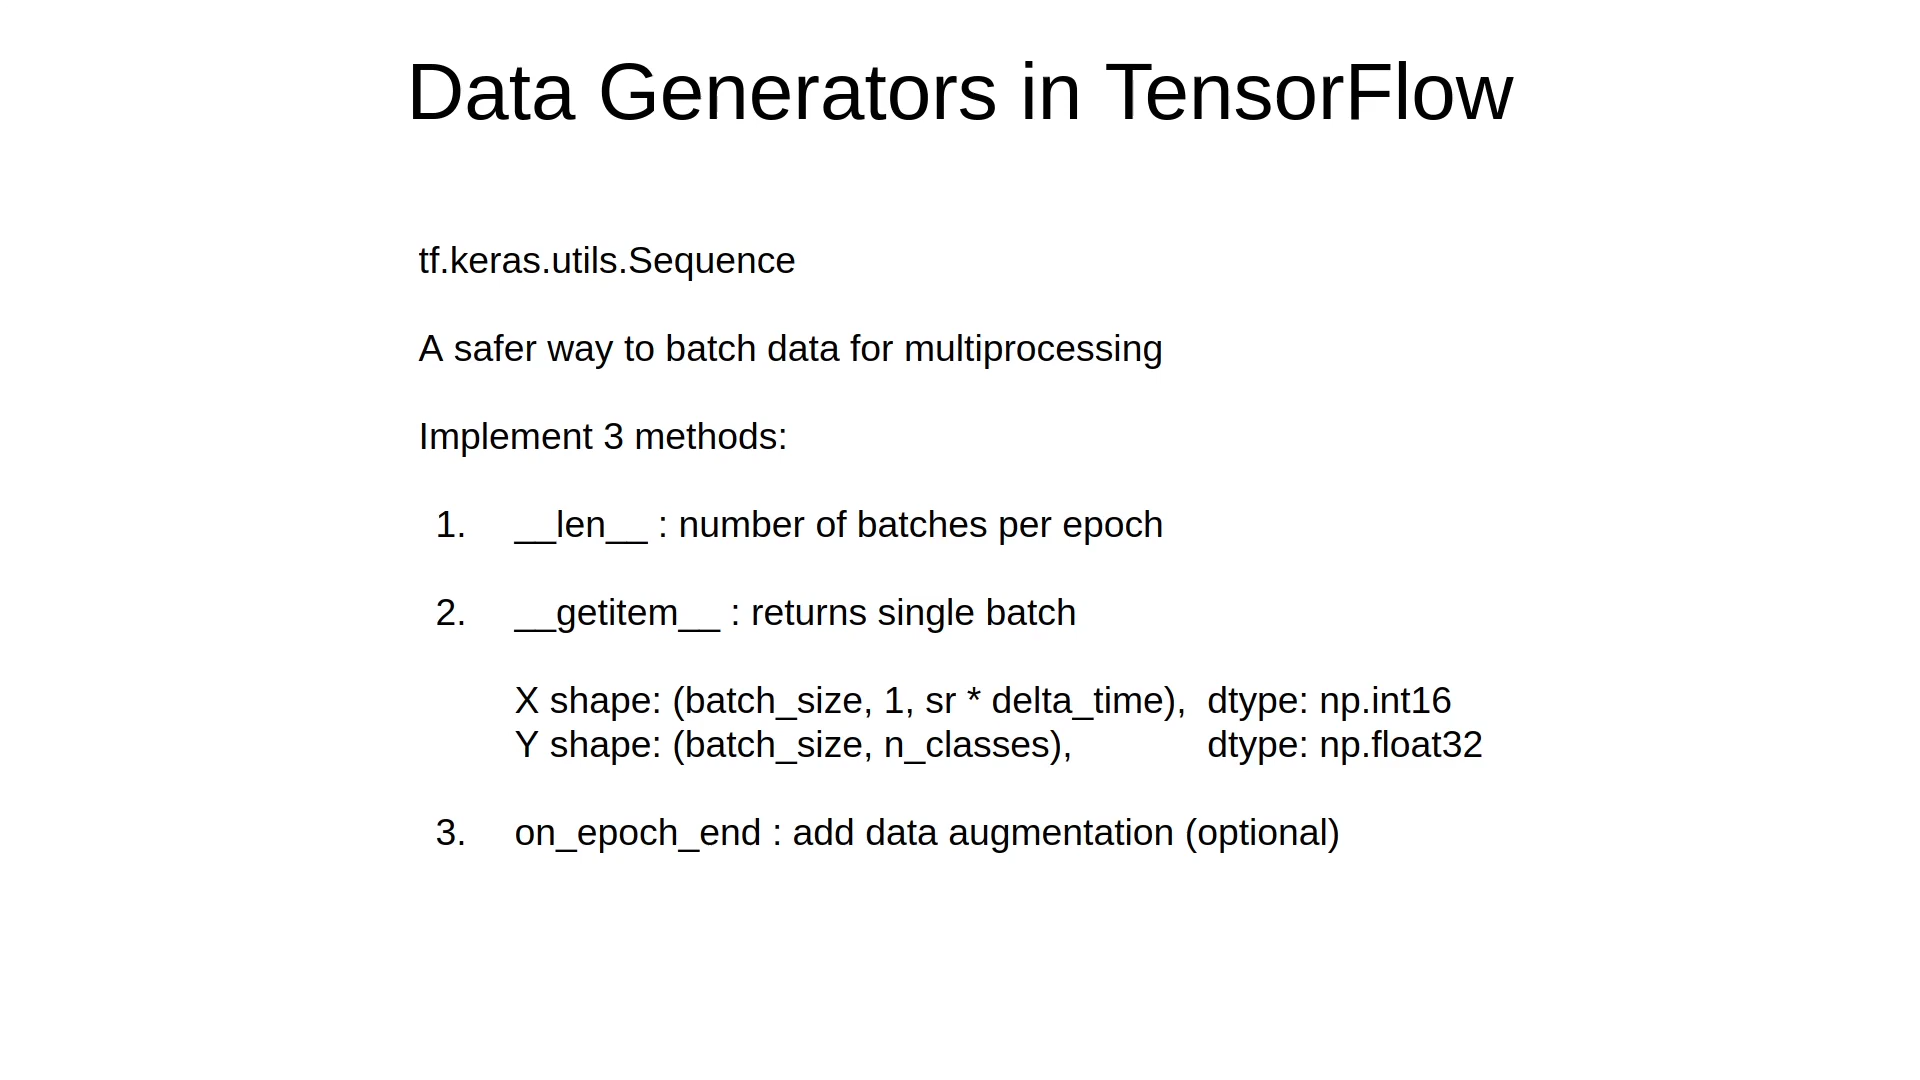 Data Generators in TensorFlow
tf.keras.utils.Sequence
A safer way to batch data for multiprocessing
Implement 3 methods:
1. __len__ : number of batches per epoch
2. __getitem__ : returns single batch
X shape: (batch_size, 1, sr * delta_time), dtype: np.int16
Y shape: (batch_size, n_classes), dtype: np.float32
3. on_epoch_end : add data augmentation (optional)